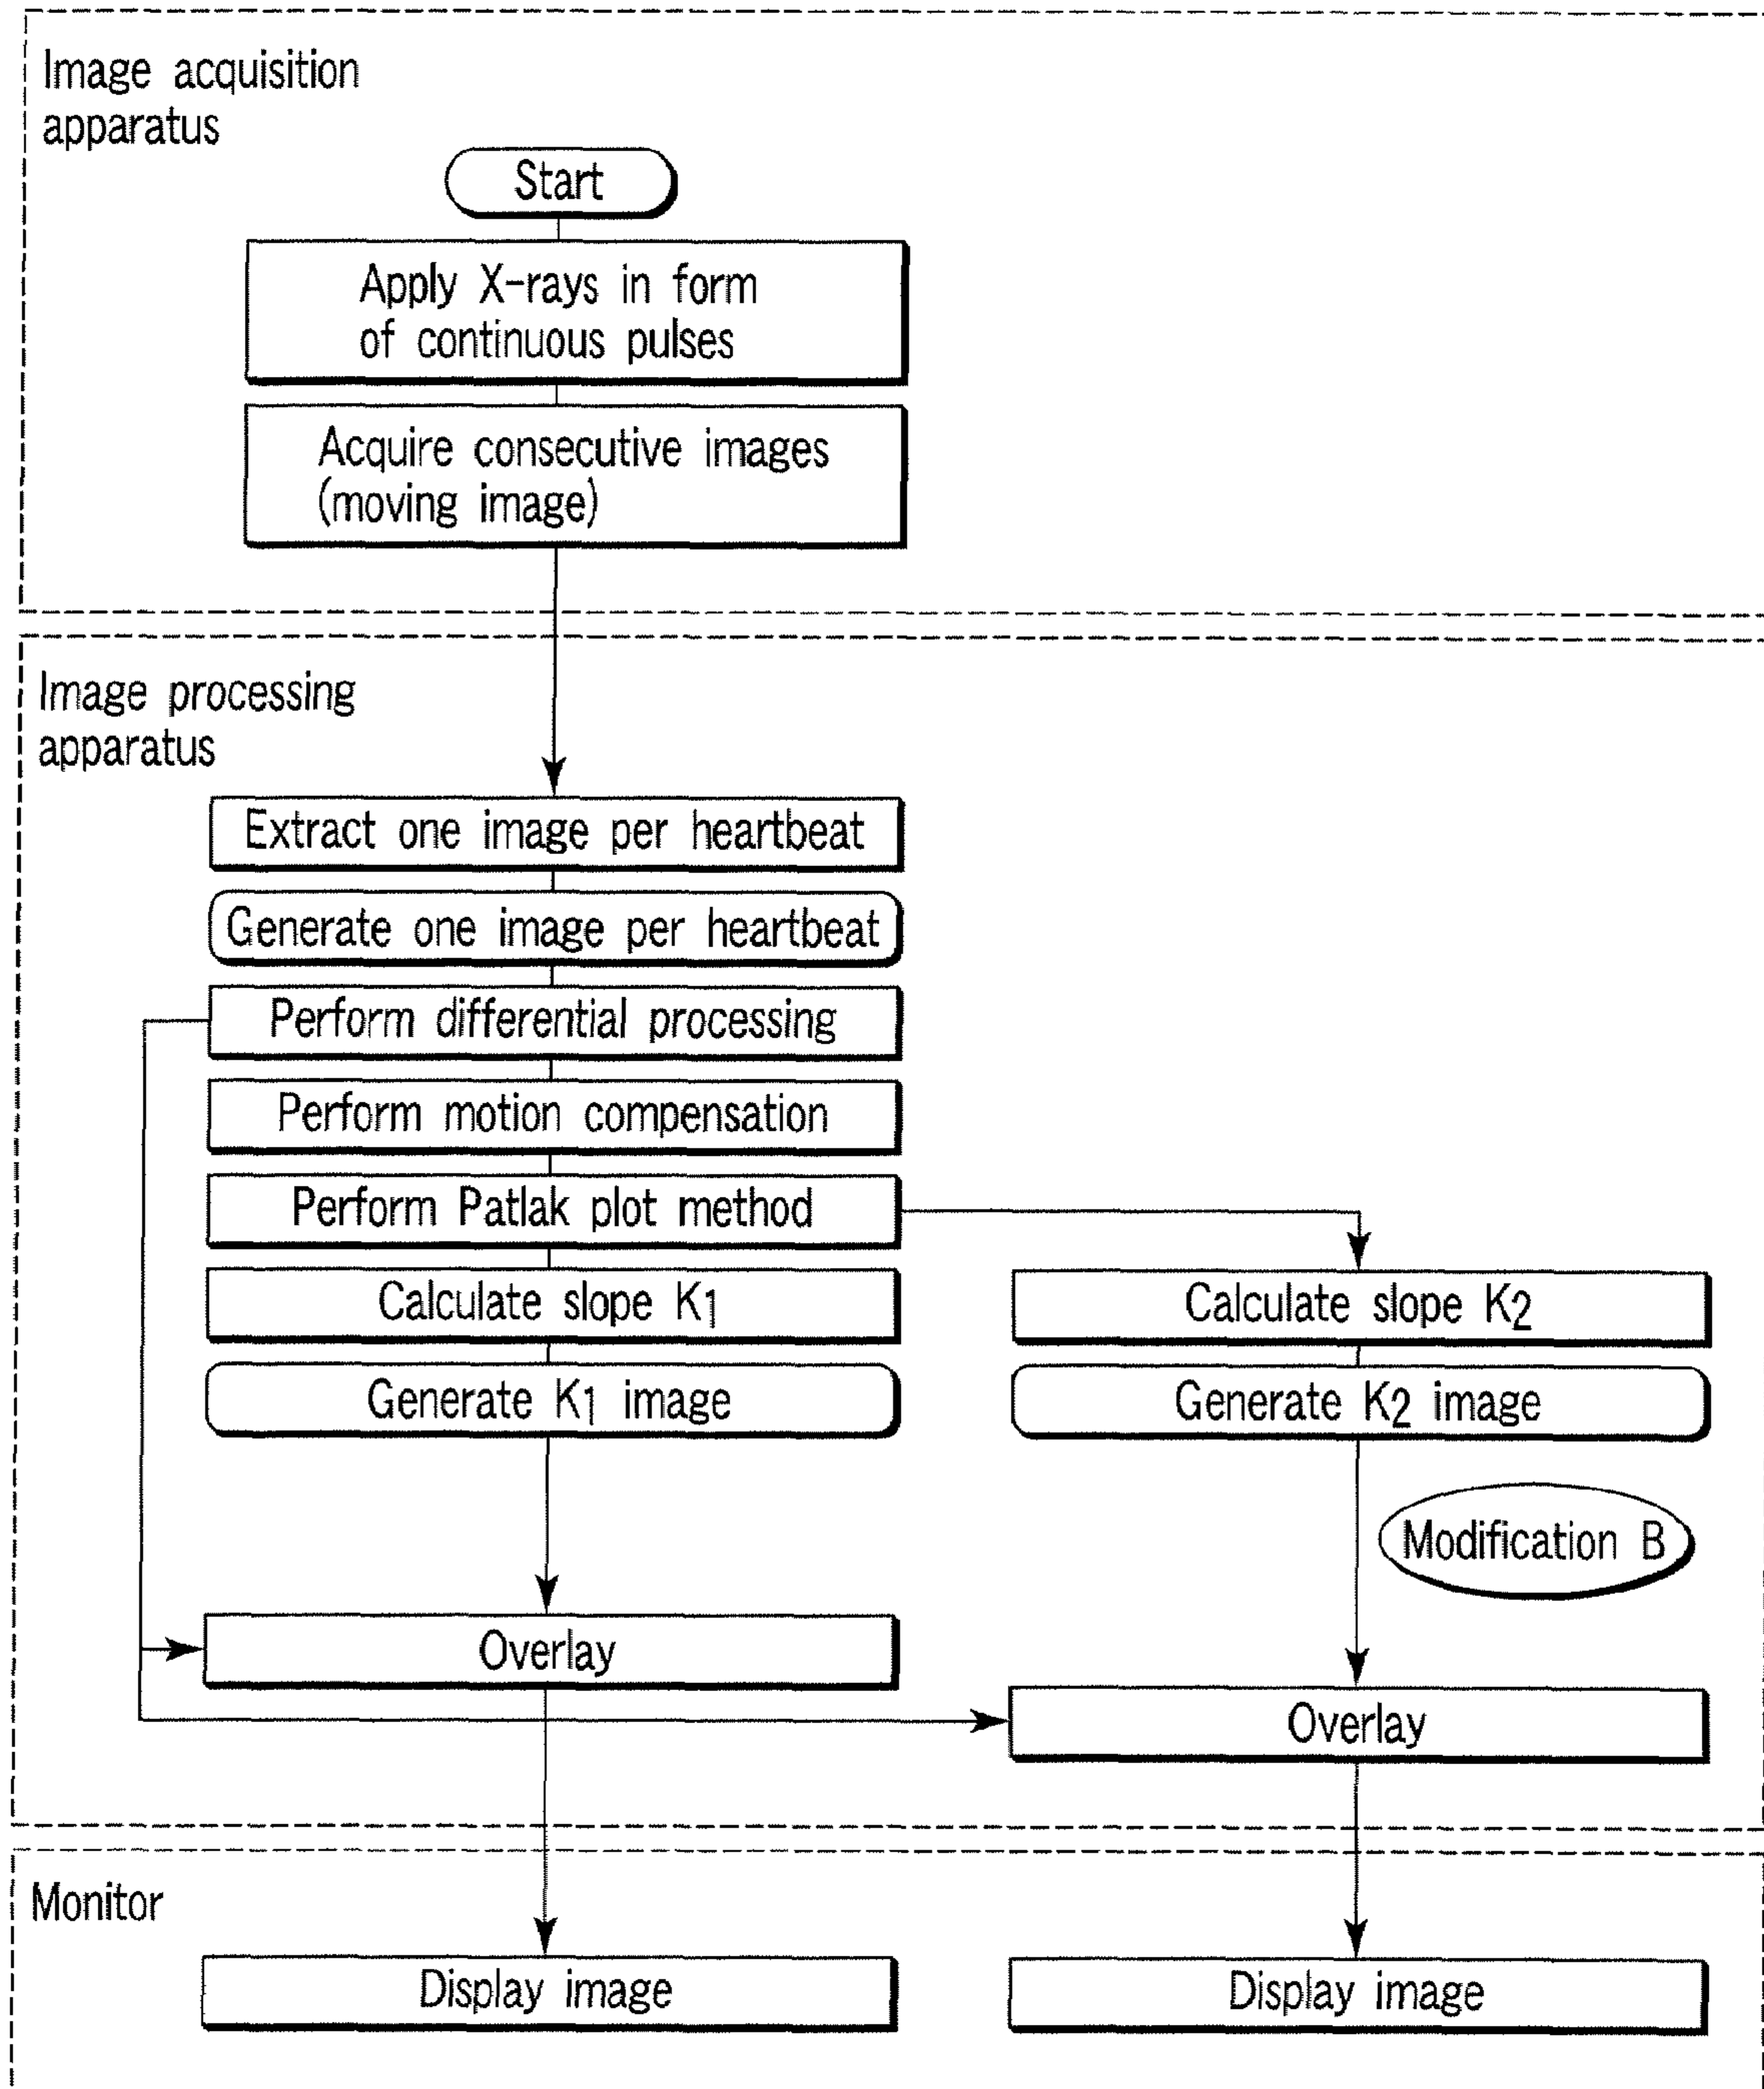 Image acquisition
apparatus
Start
Apply X-rays in form
of continuous pulses
Acquire consecutive images
(moving image)
Image processing
apparatus
Extract one image per heartbeat
Generate one image per heartbeat
Perform differential processing
Perform motion compensation
Perform Patlak plot method
Calculate slope K1
Calculate slope K2
Generate K1 image
Generate K2 image
Modification B
Overlay
Overlay
Monitor
Display image
Display image